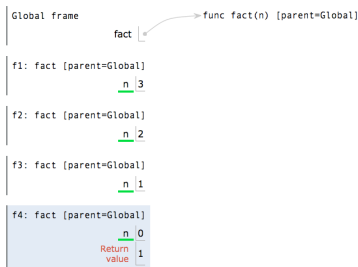 Global frame
func fact(n) [parent=Global]
fact
f1: fact [parent=Global]
n 3
f2: fact [parent=Global]
n 2
f3: fact [parent=Global]
n 1
f4: fact [parent=Global]
n 0
Return
value 1